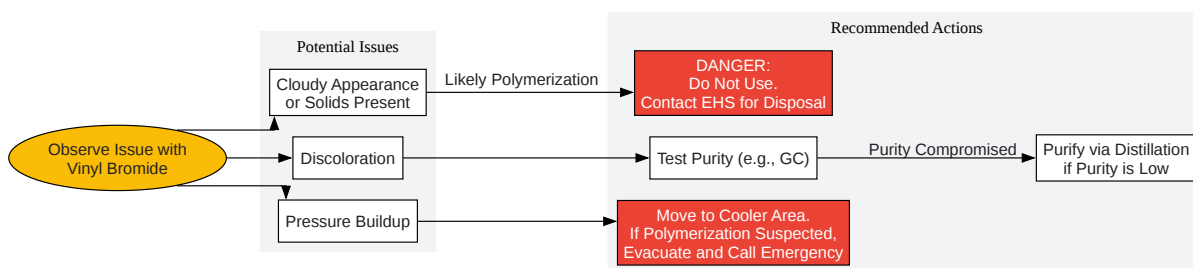 Recommended Actions
Potential Issues
Observe Issue with
Vinyl Bromide
Cloudy Appearance
or Solids Present
Likely Polymerization
DANGER:
Do Not Use.
Contact EHS for Disposal
Discoloration
Test Purity (e.g., GC)
Purity Compromised
Purify via Distillation
if Purity is Low
Pressure Buildup
Move to Cooler Area.
If Polymerization Suspected,
Evacuate and Call Emergency